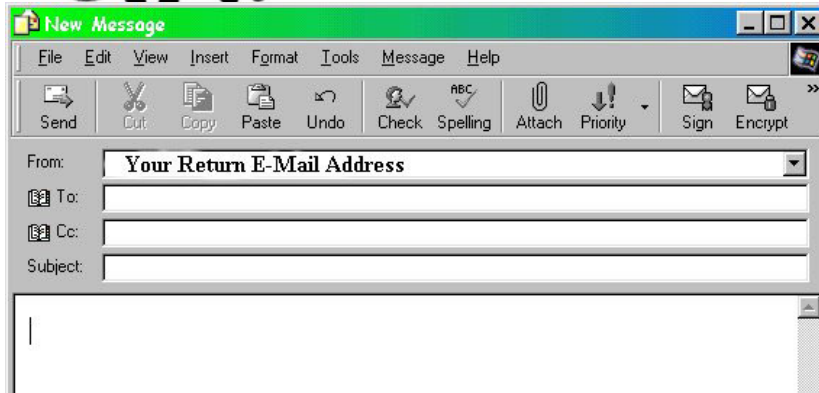 New Message
File Edit View Insert Format Tools Message Help
Send Cut Copy Paste Undo Check ABC Spelling Attach Priority Sign Encrypt »
From: Your Return E-Mail Address
To:
Cc:
Subject: